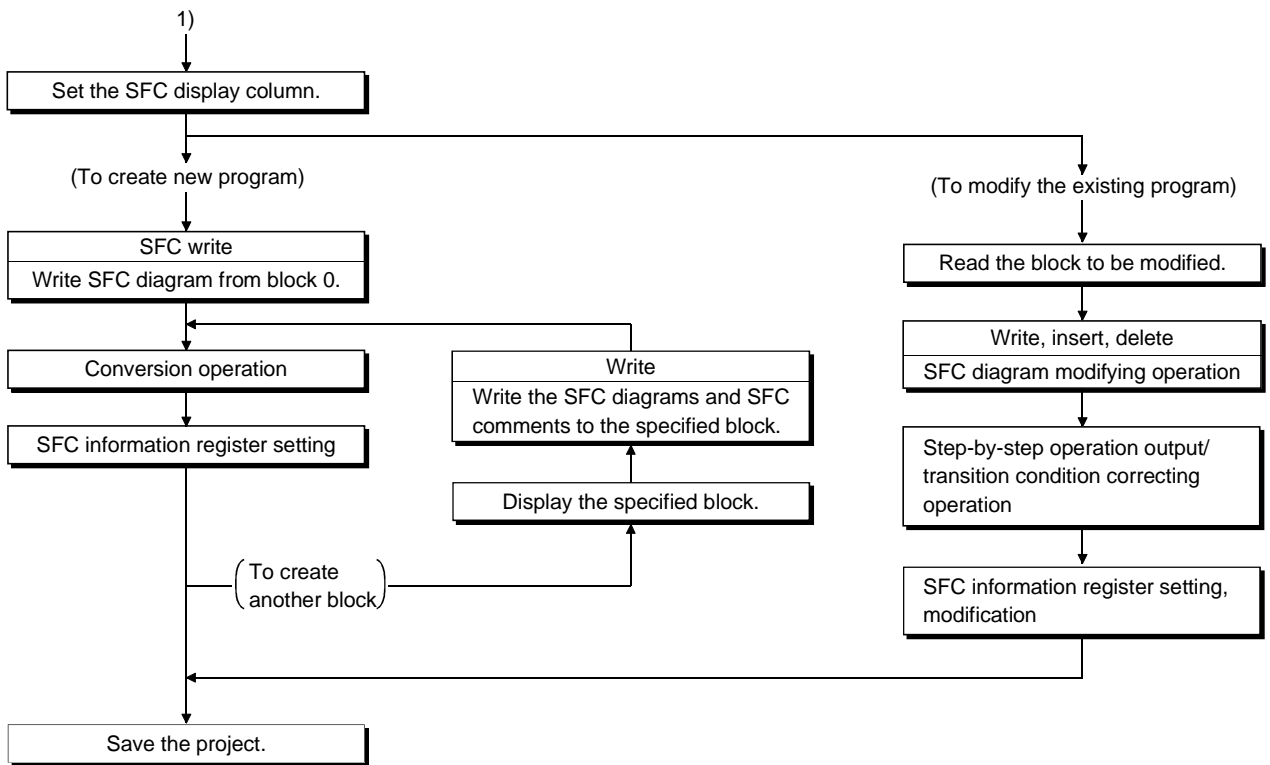 1)
Set the SFC display column.
(To create new program)
(To modify the existing program)
SFC write
Write SFC diagram from block 0.
Read the block to be modified.
Conversion operation
Write
Write the SFC diagrams and SFC
comments to the specified block.
Write, insert, delete
SFC diagram modifying operation
SFC information register setting
Display the specified block.
Step-by-step operation output/
transition condition correcting
operation
(To create
another block)
SFC information register setting,
modification
Save the project.